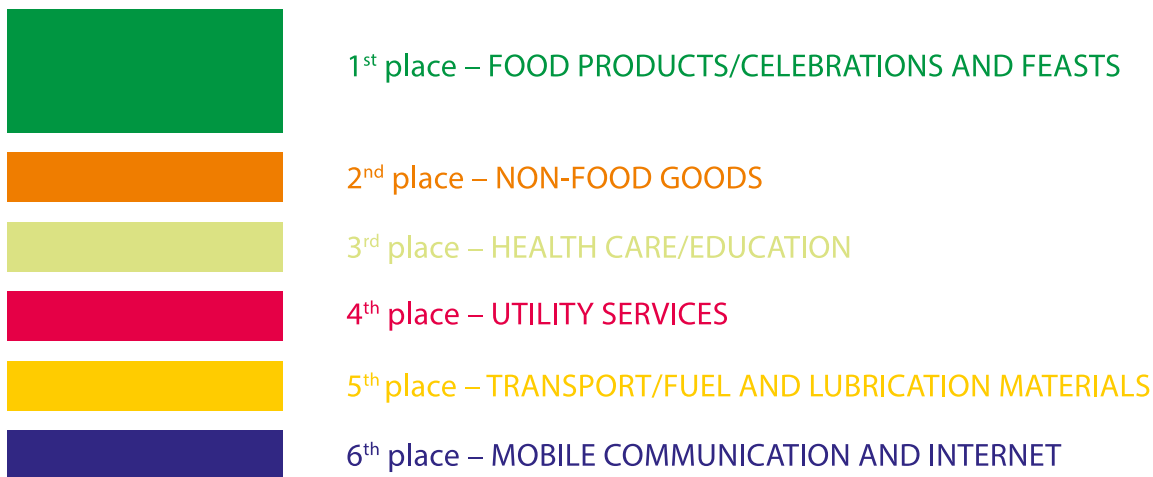 1st place – FOOD PRODUCTS/CELEBRATIONS AND FEASTS
2nd place – NON-FOOD GOODS
3rd place – HEALTH CARE/EDUCATION
4th place – UTILITY SERVICES
5th place – TRANSPORT/FUEL AND LUBRICATION MATERIALS
6th place – MOBILE COMMUNICATION AND INTERNET